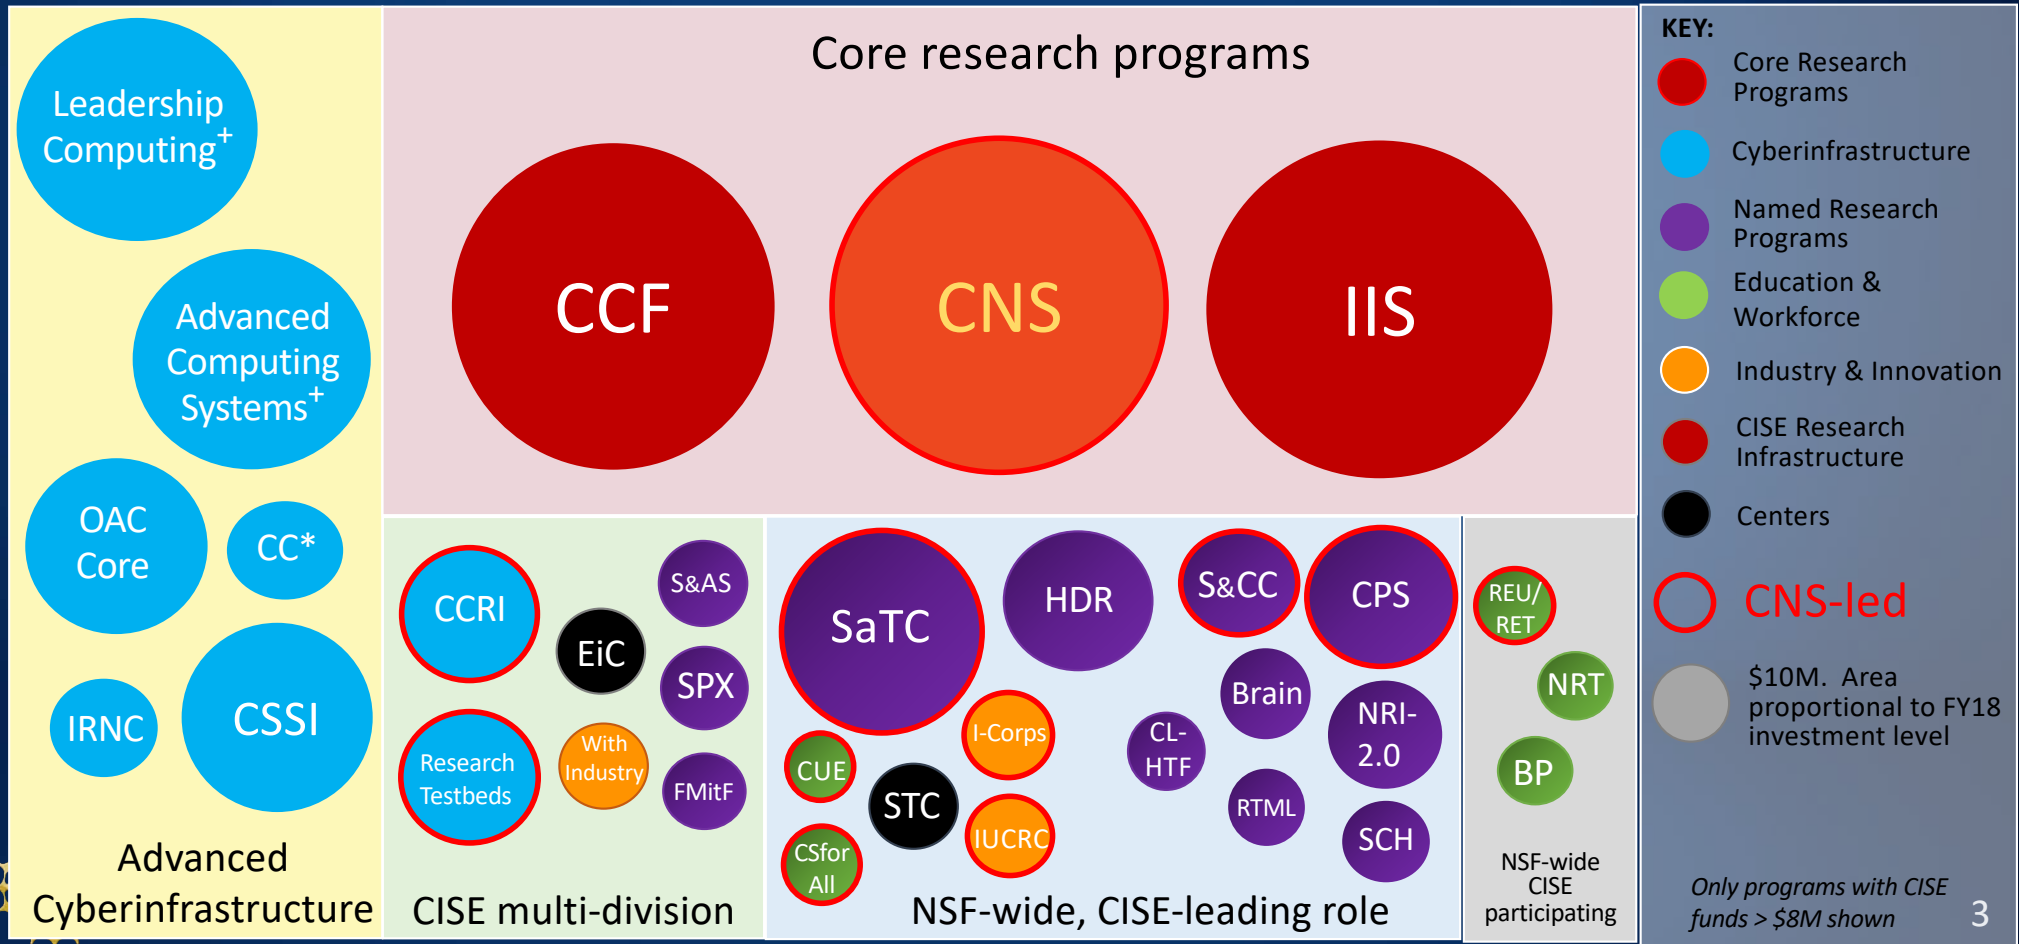 Leadership
Computing+
Advanced
Computing
Systems+
OAC
Core
CC*
IRNC
CSSI
Advanced
Cyberinfrastructure
Core research programs
CCF
CNS
IIS
CCRI
EiC
S&AS
SPX
Research
Testbeds
With
Industry
FMitF
CISE multi-division
SaTC
HDR
S&CC
CPS
I-Corps
Brain
CL-
HTF
NRI-
2.0
CUE
STC
IUCRC
RTML
SCH
CSfor
All
NSF-wide, CISE-leading role
REU/
RET
NRT
BP
NSF-wide
CISE
participating
KEY:
Core Research
Programs
Cyberinfrastructure
Named Research
Programs
Education &
Workforce
Industry & Innovation
CISE Research
Infrastructure
Centers
CNS-led
$10M. Area
proportional to FY18
investment level
Only programs with CISE
funds > $8M shown
3